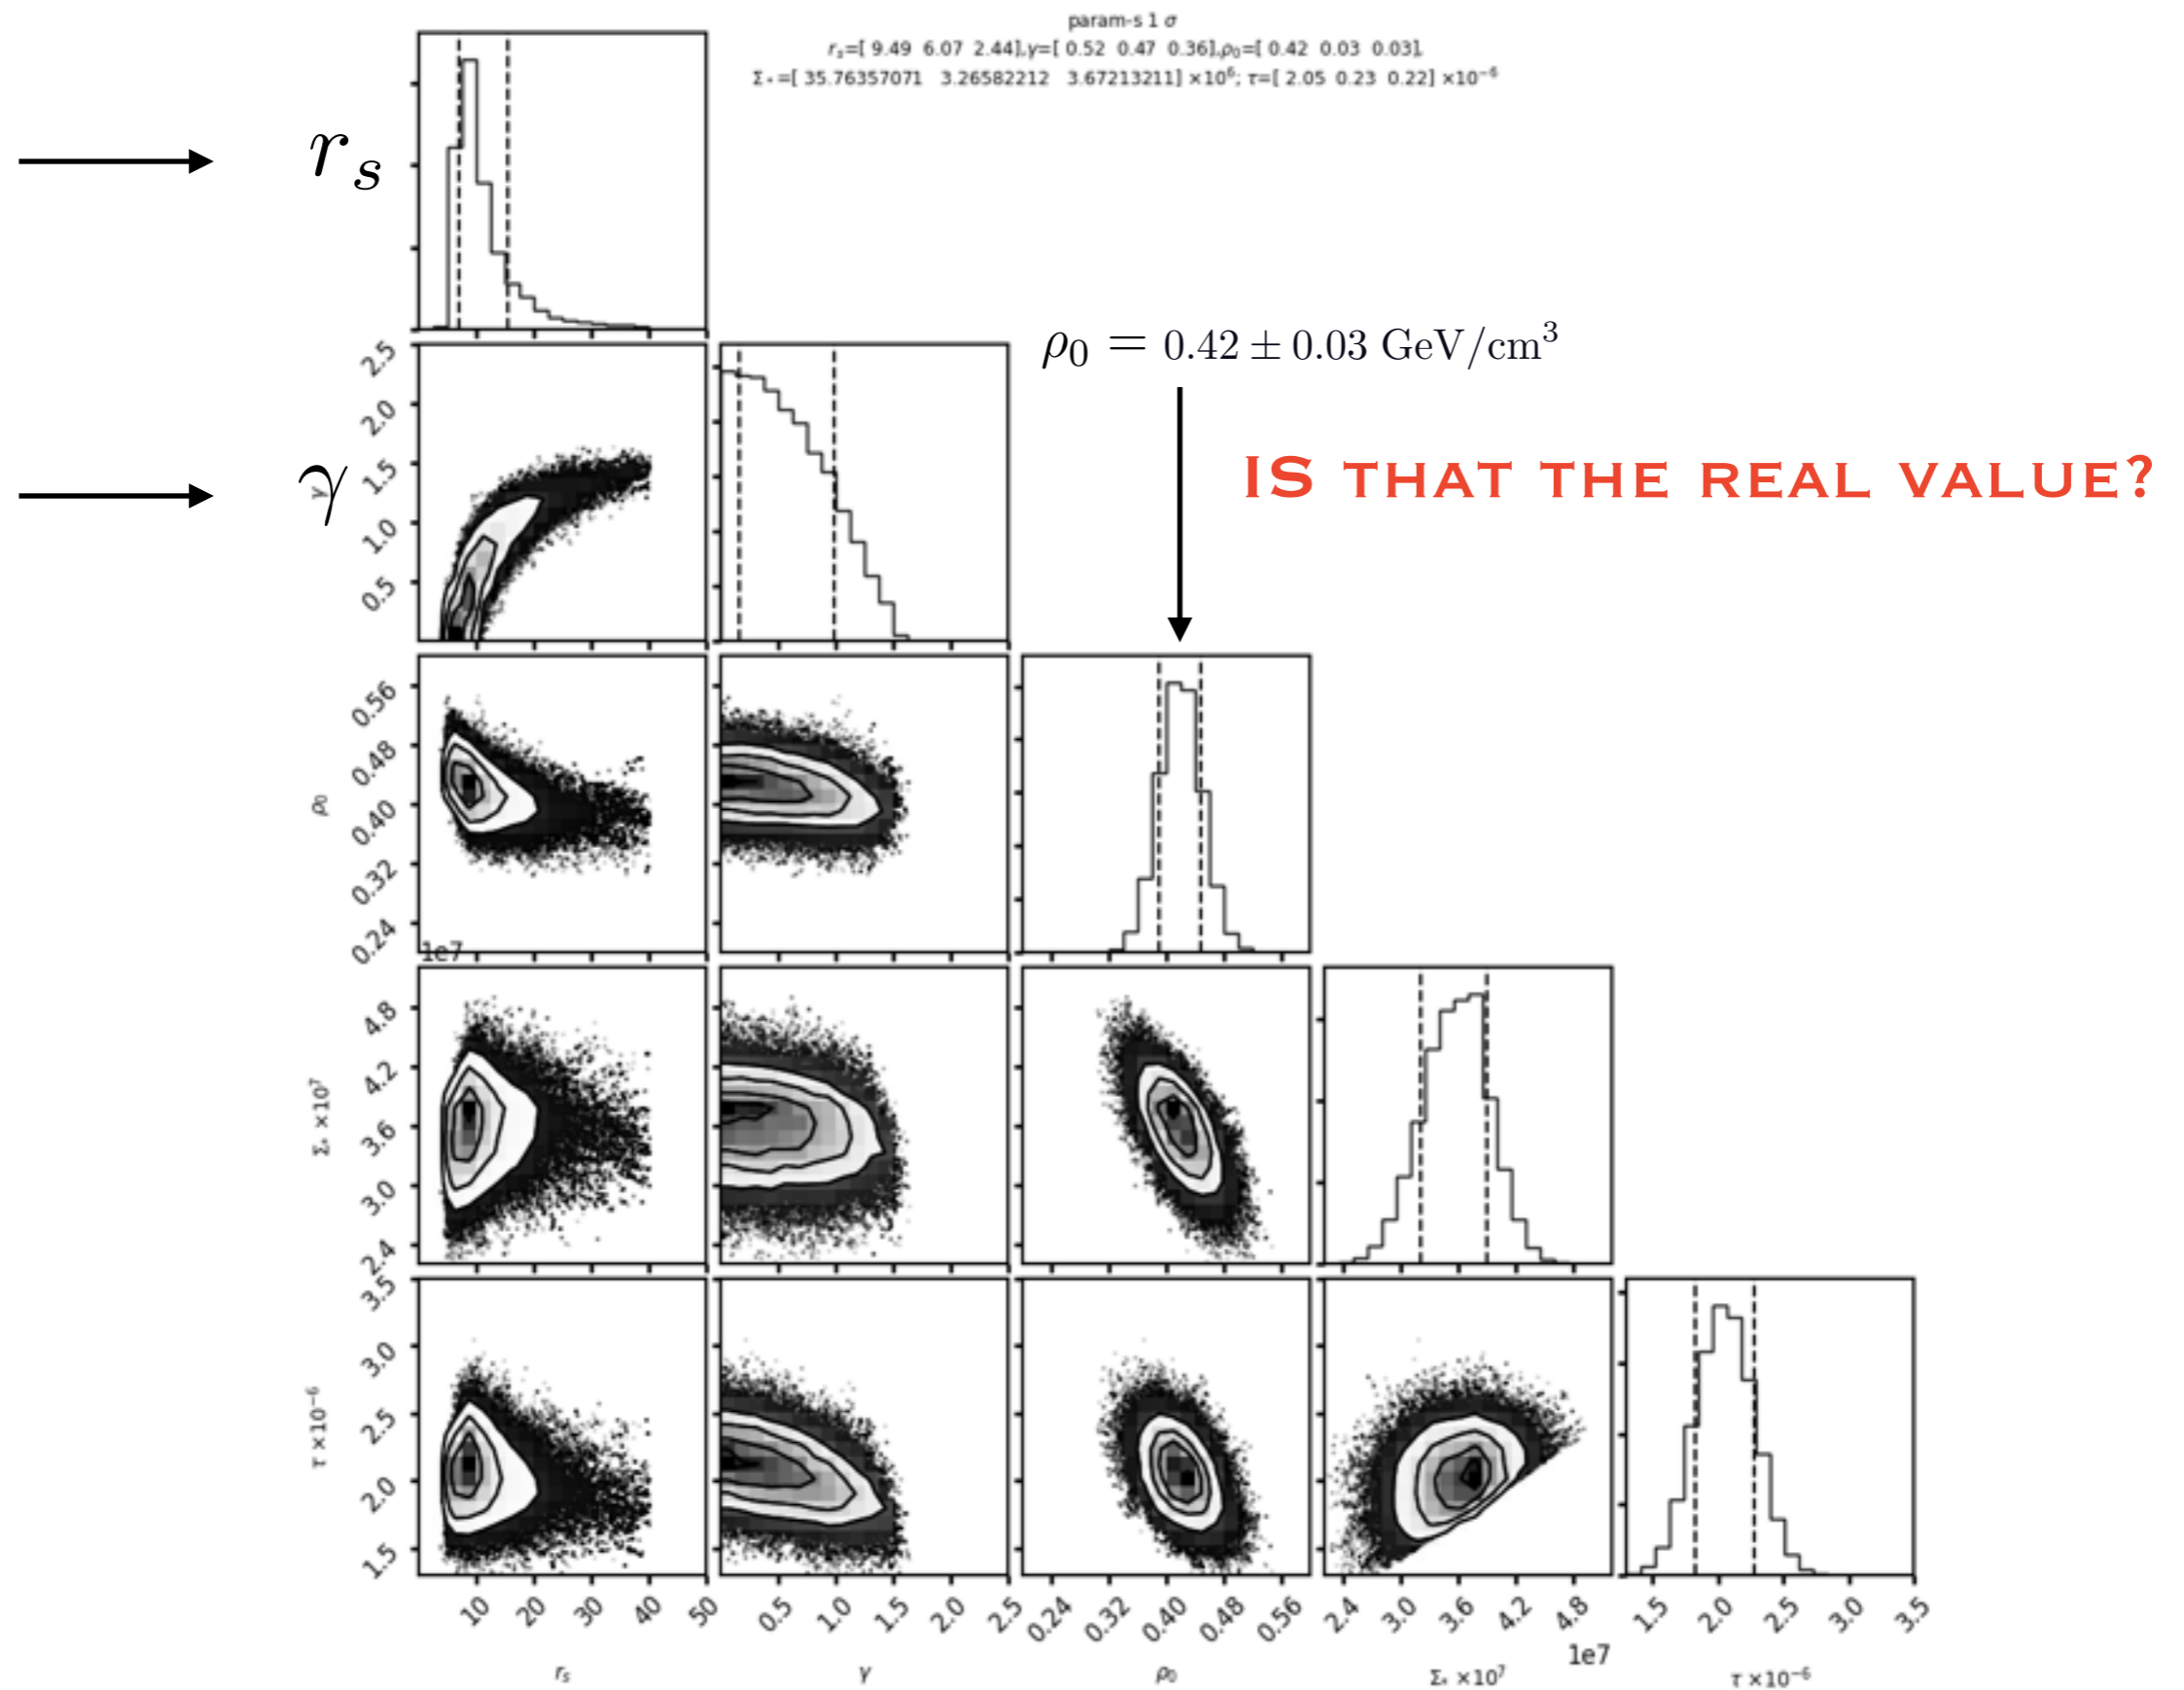 param-s 1 σ
r_s=[ 9.49 6.07 2.44],γ=[ 0.52 0.47 0.36],ρ₀=[ 0.42 0.03 0.03],
Σ*=[ 35.76357071 3.26582212 3.67213211] ×10⁶; τ=[ 2.05 0.23 0.22] ×10⁻⁶
r_s
ρ₀ = 0.42 ± 0.03 GeV/cm³
IS THAT THE REAL VALUE?
γ
γ
2.5
2.0
1.5
1.0
0.5
ρ₀
0.56
0.48
0.40
0.32
0.24
1e7
Σ* ×10⁷
4.8
4.2
3.6
3.0
2.4
τ ×10⁻⁶
3.5
3.0
2.5
2.0
1.5
10 20 30 40 50
0.5 1.0 1.5 2.0 2.5
0.24 0.32 0.40 0.48 0.56
2.4 3.0 3.6 4.2 4.8
1e7
1.5 2.0 2.5 3.0 3.5
r_s
γ
ρ₀
Σ* ×10⁷
τ ×10⁻⁶